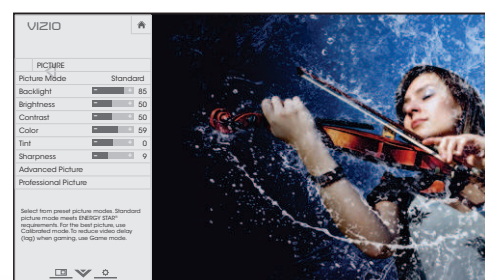 VIZIO
PICTURE
Picture Mode Standard
Backlight 85
Brightness 50
Contrast 50
Color 59
Tint 0
Sharpness 9
Advanced Picture
Professional Picture
Select from preset picture modes. Standard
picture mode meets ENERGY STAR®
requirements. For the best picture, use
Calibrated mode. To reduce video delay
(lag) when gaming, use Game mode.